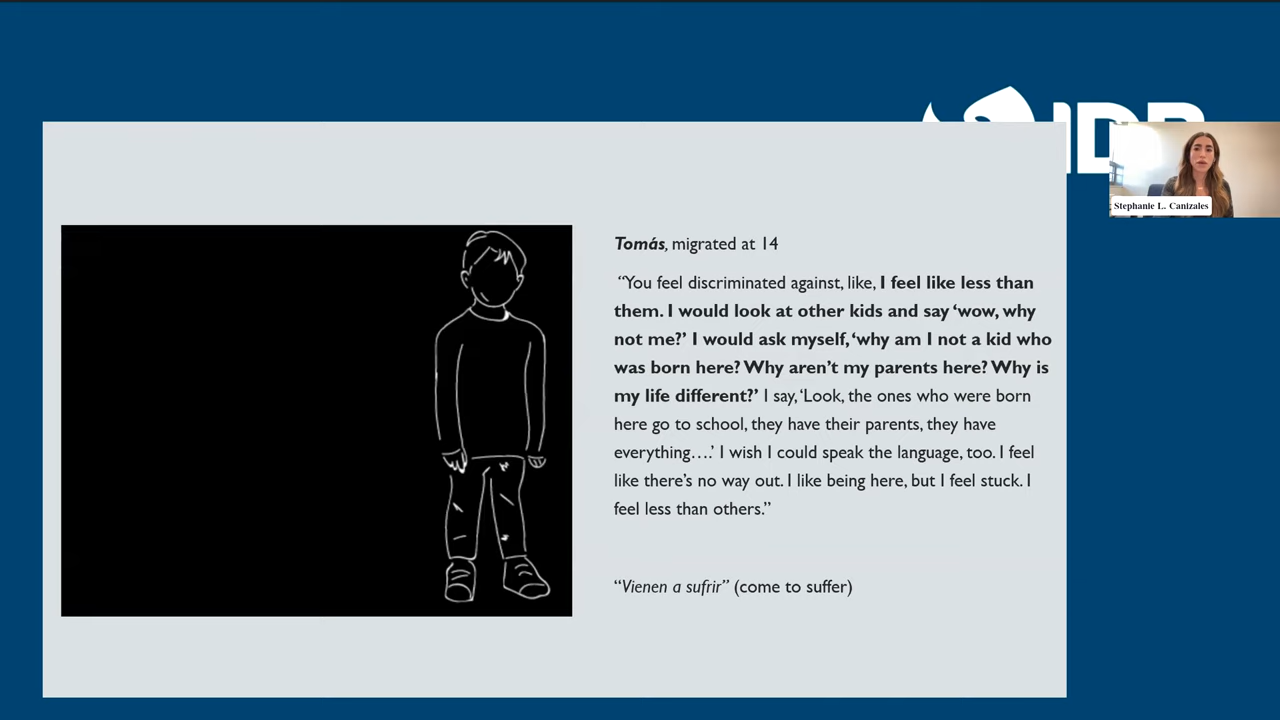 IDB
Stephanie L. Canizales
Tomás, migrated at 14
“You feel discriminated against, like, I feel like less than
them. I would look at other kids and say ‘wow, why
not me?’ I would ask myself, ‘why am I not a kid who
was born here? Why aren’t my parents here? Why is
my life different?’ I say, ‘Look, the ones who were born
here go to school, they have their parents, they have
everything….’ I wish I could speak the language, too. I feel
like there’s no way out. I like being here, but I feel stuck. I
feel less than others.”
“Vienen a sufrir” (come to suffer)